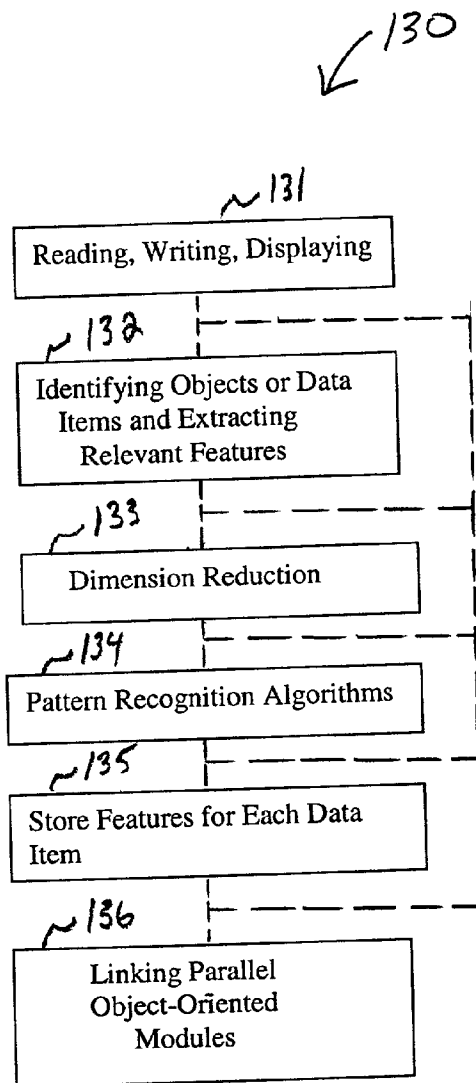 130
131
Reading, Writing, Displaying
132
Identifying Objects or Data
Items and Extracting
Relevant Features
133
Dimension Reduction
134
Pattern Recognition Algorithms
135
Store Features for Each Data
Item
136
Linking Parallel
Object-Oriented
Modules